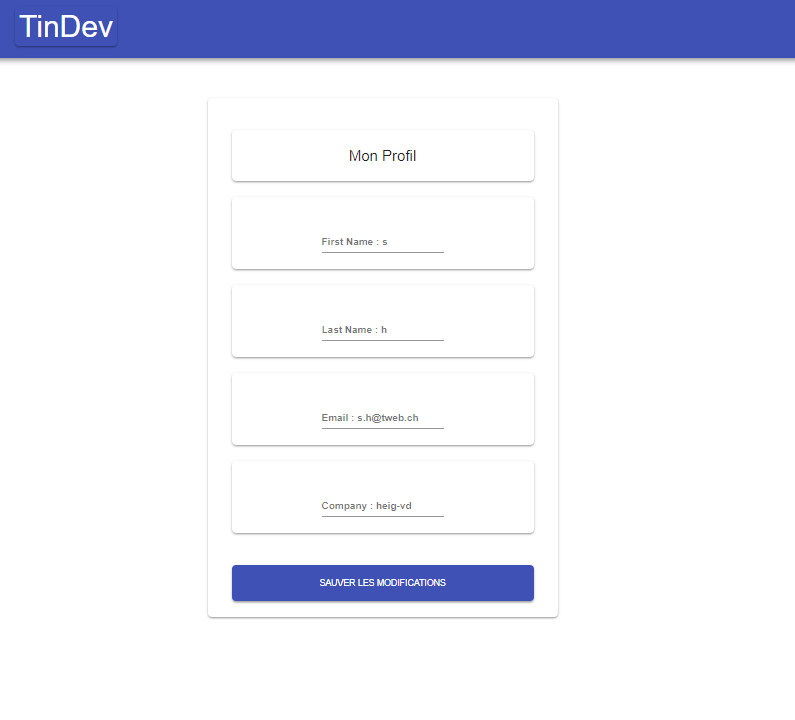 TinDev
Mon Profil
First Name : s
Last Name : h
Email : s.h@tweb.ch
Company : heig-vd
SAUVER LES MODIFICATIONS